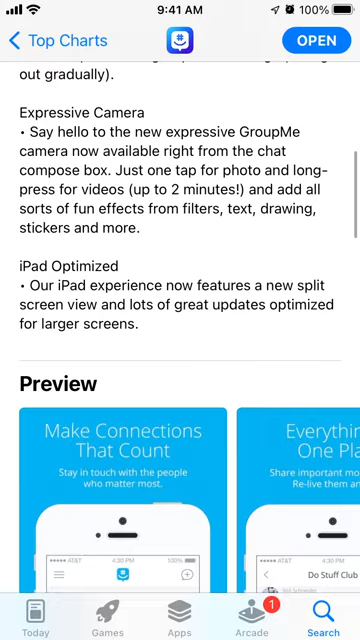 9:41 AM
100%
Top Charts
OPEN
out gradually).
Expressive Camera
• Say hello to the new expressive GroupMe
camera now available right from the chat
compose box. Just one tap for photo and long-
press for videos (up to 2 minutes!) and add all
sorts of fun effects from filters, text, drawing,
stickers and more.
iPad Optimized
• Our iPad experience now features a new split
screen view and lots of great updates optimized
for larger screens.
Preview
Make Connections
That Count
Stay in touch with the people
who matter most.
AT&T 4:30 PM 100%
Everythin
One Pla
Share important mo
Re-live them an
AT&T 4:30 PM
Do Stuff Club
Today
Games
Apps
Arcade
1
Search